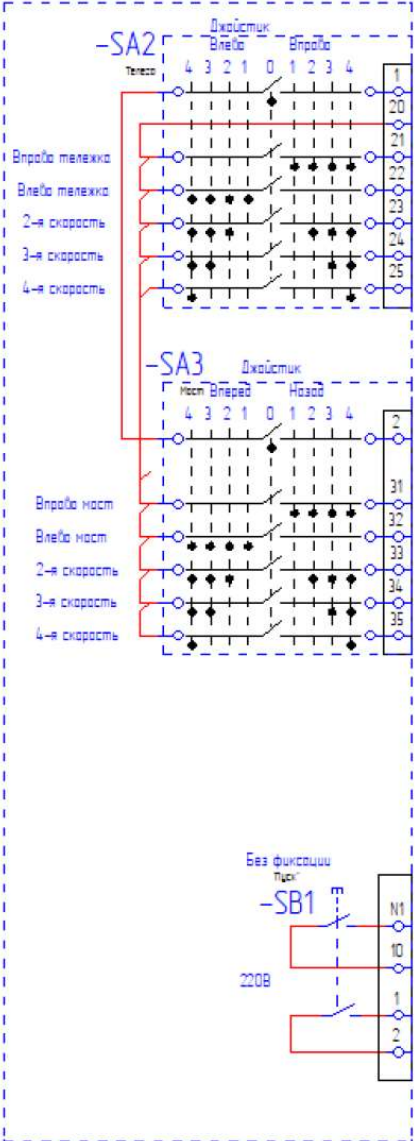 Джойстик
-SA2
Влево Вправо
4 3 2 1 0 1 2 3 4
1
20
21
Вправо тележка
22
Влево тележка
23
2-я скорость
24
3-я скорость
25
4-я скорость
-SA3
Джойстик
Мост Вперед Назад
4 3 2 1 0 1 2 3 4
2
31
Вправо мост
32
Влево мост
33
2-я скорость
34
3-я скорость
35
4-я скорость
Без фиксации
"Пуск"
-SB1
N1
10
220В
1
2